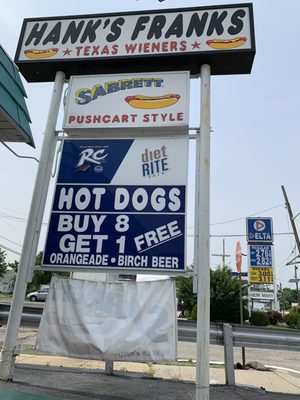 HANK'S FRANKS
★ TEXAS WIENERS ★
SABRETT
PUSHCART STYLE
RC
diet
RITE
HOT DOGS
BUY 8
GET 1 FREE
ORANGEADE • BIRCH BEER
DELTA